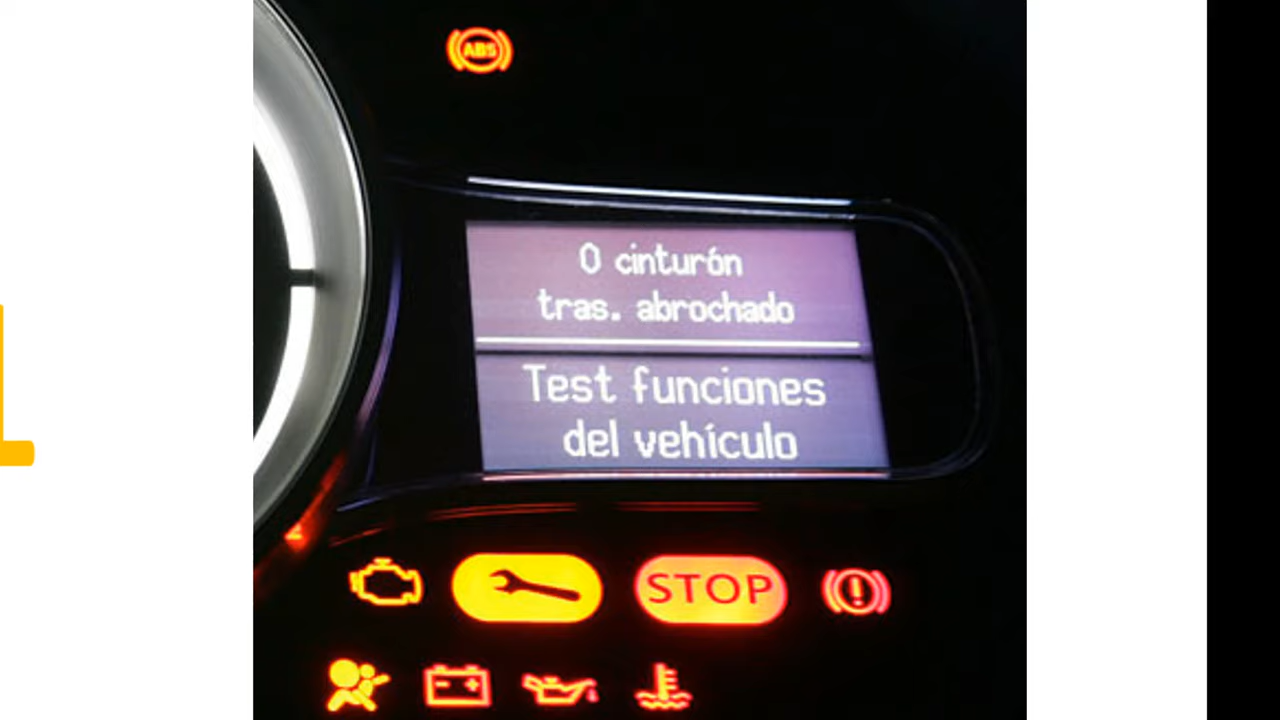 ABS
0 cinturón
tras. abrochado
Test funciones
del vehículo
STOP